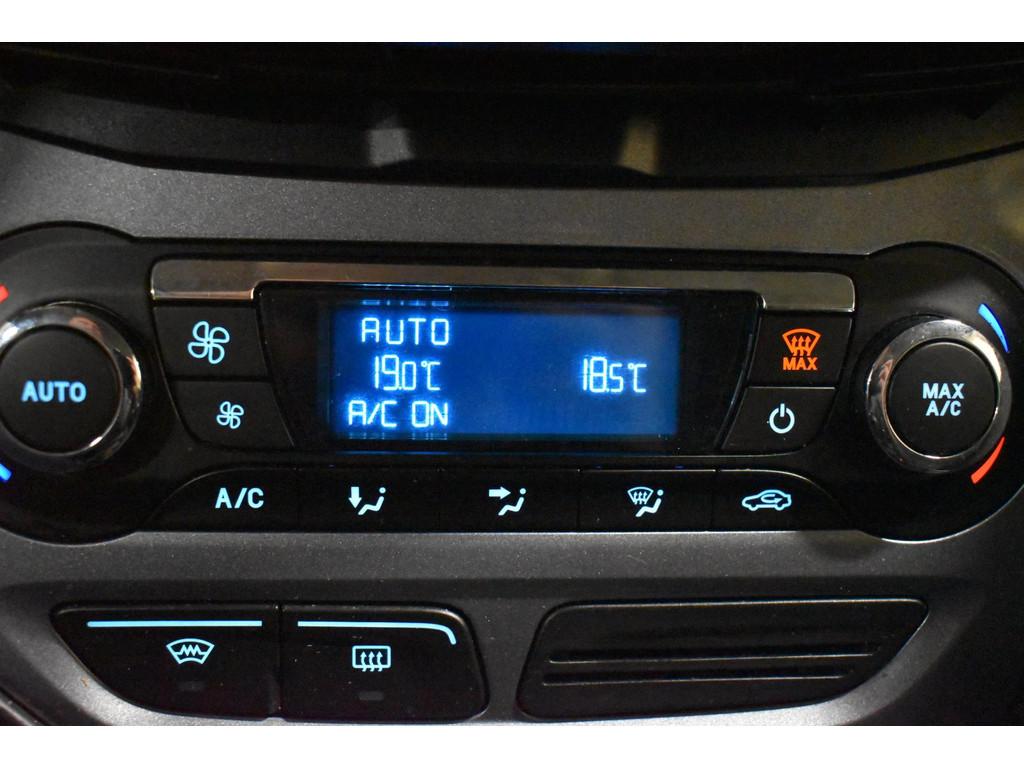 AUTO
19.0°C 18.5°C
A/C ON
AUTO
MAX
MAX
A/C
A/C